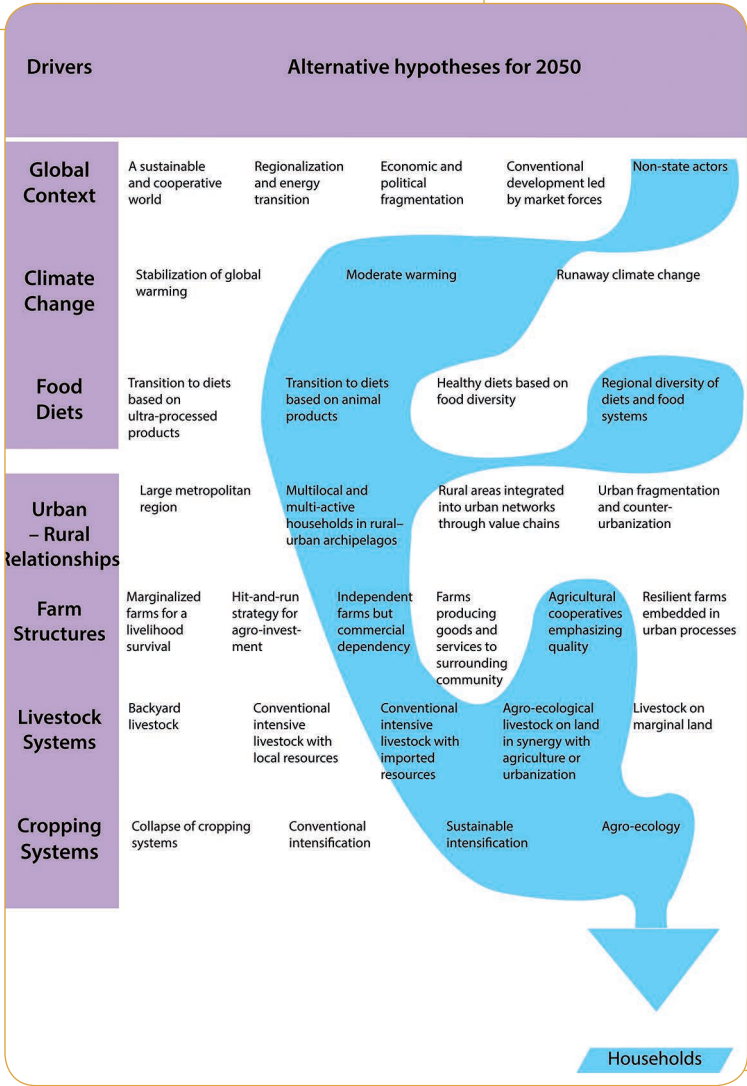 Drivers
Alternative hypotheses for 2050
Global
Context
A sustainable
and cooperative
world
Regionalization
and energy
transition
Economic and
political
fragmentation
Conventional
development led
by market forces
Non-state actors
Climate
Change
Stabilization of global
warming
Moderate warming
Runaway climate change
Food
Diets
Transition to diets
based on
ultra-processed
products
Transition to diets
based on animal
products
Healthy diets based on
food diversity
Regional diversity of
diets and food
systems
Urban
– Rural
Relationships
Large metropolitan
region
Multilocal and
multi-active
households in rural–
urban archipelagos
Rural areas integrated
into urban networks
through value chains
Urban fragmentation
and counter-
urbanization
Farm
Structures
Marginalized
farms for a
livelihood
survival
Hit-and-run
strategy for
agro-invest-
ment
Independent
farms but
commercial
dependency
Farms
producing
goods and
services to
surrounding
community
Agricultural
cooperatives
emphasizing
quality
Resilient farms
embedded in
urban processes
Livestock
Systems
Backyard
livestock
Conventional
intensive
livestock with
local resources
Conventional
intensive
livestock with
imported
resources
Agro-ecological
livestock on land
in synergy with
agriculture or
urbanization
Livestock on
marginal land
Cropping
Systems
Collapse of cropping
systems
Conventional
intensification
Sustainable
intensification
Agro-ecology
Households